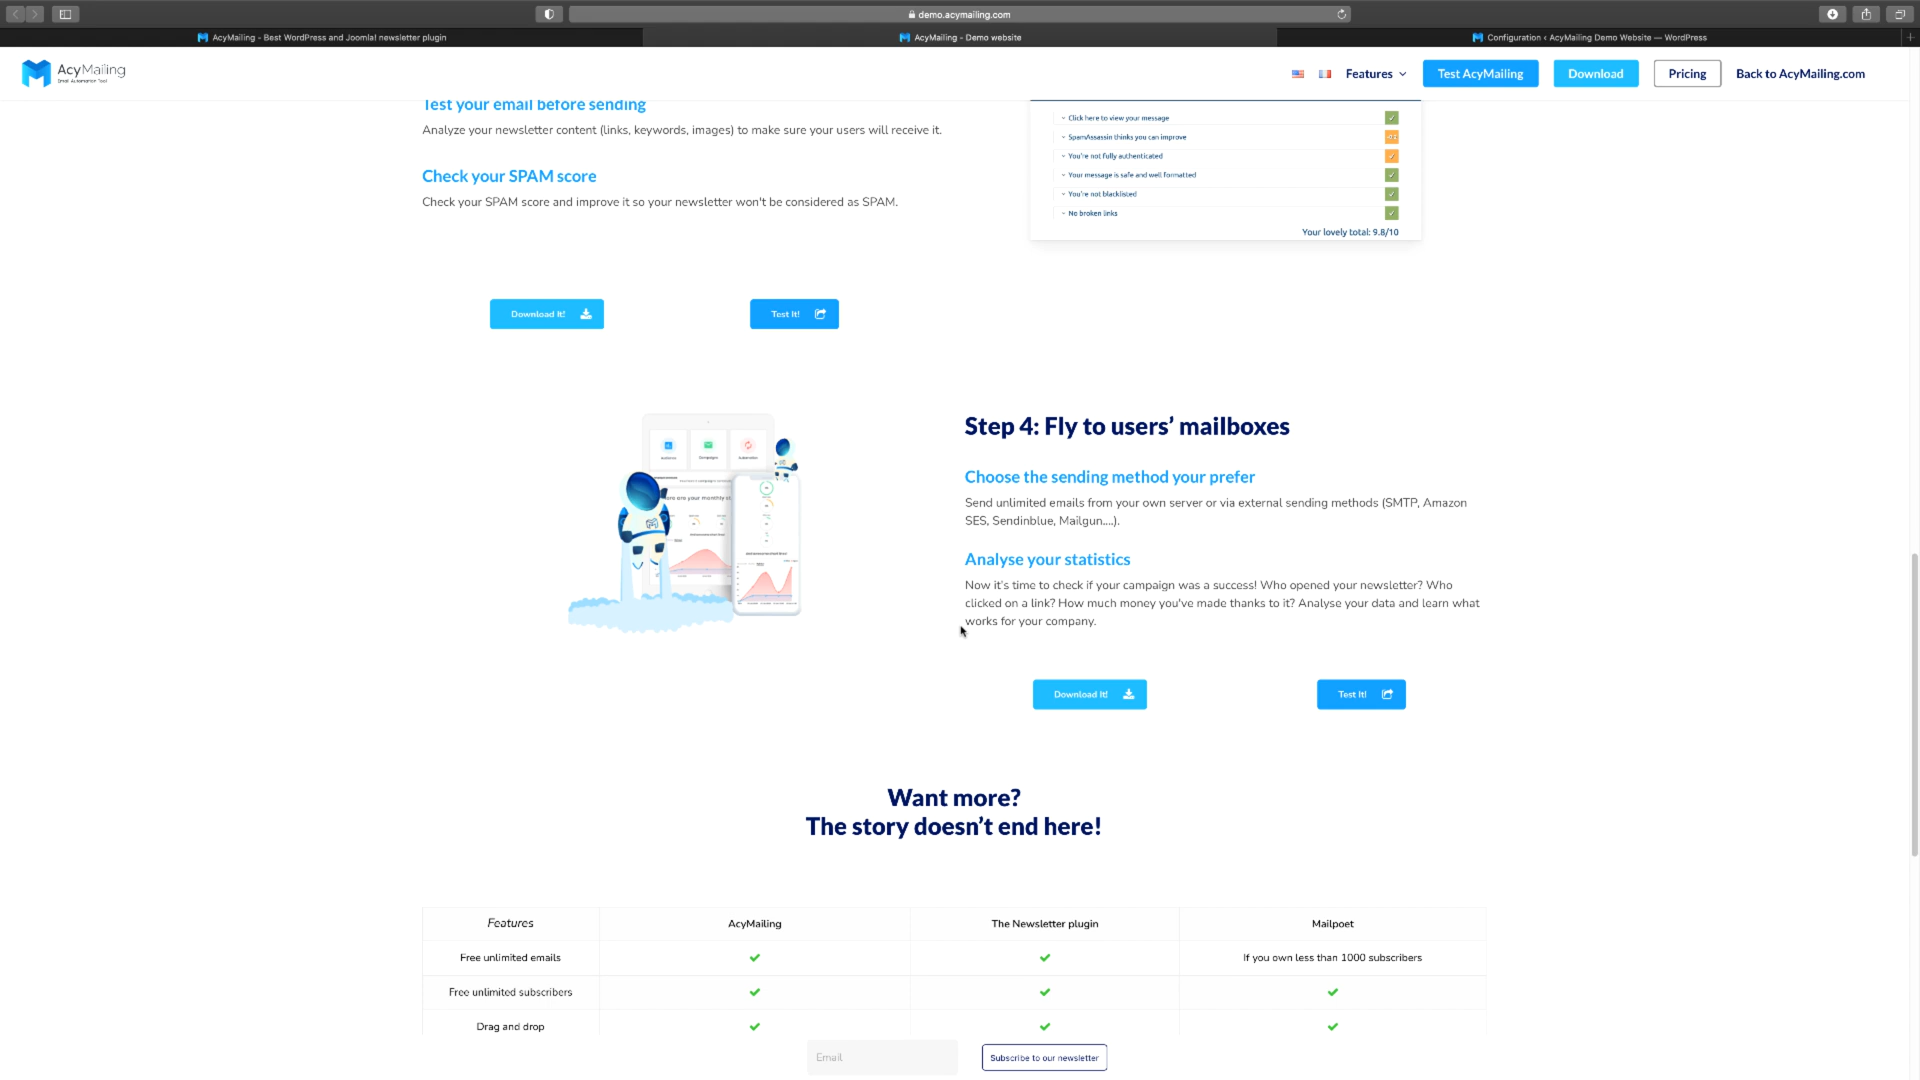 demo.acymailing.com
AcyMailing - Best WordPress and Joomla! newsletter plugin
AcyMailing - Demo website
Configuration ‹ AcyMailing Demo Website — WordPress
AcyMailing
Email Automation Tool
Features
Test AcyMailing
Download
Pricing
Back to AcyMailing.com
Test your email before sending
Analyze your newsletter content (links, keywords, images) to make sure your users will receive it.
Check your SPAM score
Check your SPAM score and improve it so your newsletter won't be considered as SPAM.
Click here to view your message
SpamAssassin thinks you can improve
You're not fully authenticated
Your message is safe and well formatted
You're not blacklisted
No broken links
Your lovely total: 9.8/10
Download It!
Test It!
Step 4: Fly to users’ mailboxes
Choose the sending method your prefer
Send unlimited emails from your own server or via external sending methods (SMTP, Amazon
SES, Sendinblue, Mailgun....).
Analyse your statistics
Now it’s time to check if your campaign was a success! Who opened your newsletter? Who
clicked on a link? How much money you've made thanks to it? Analyse your data and learn what
works for your company.
Download It!
Test It!
Want more?
The story doesn’t end here!
Features AcyMailing The Newsletter plugin Mailpoet
Free unlimited emails If you own less than 1000 subscribers
Free unlimited subscribers
Drag and drop
Email
Subscribe to our newsletter